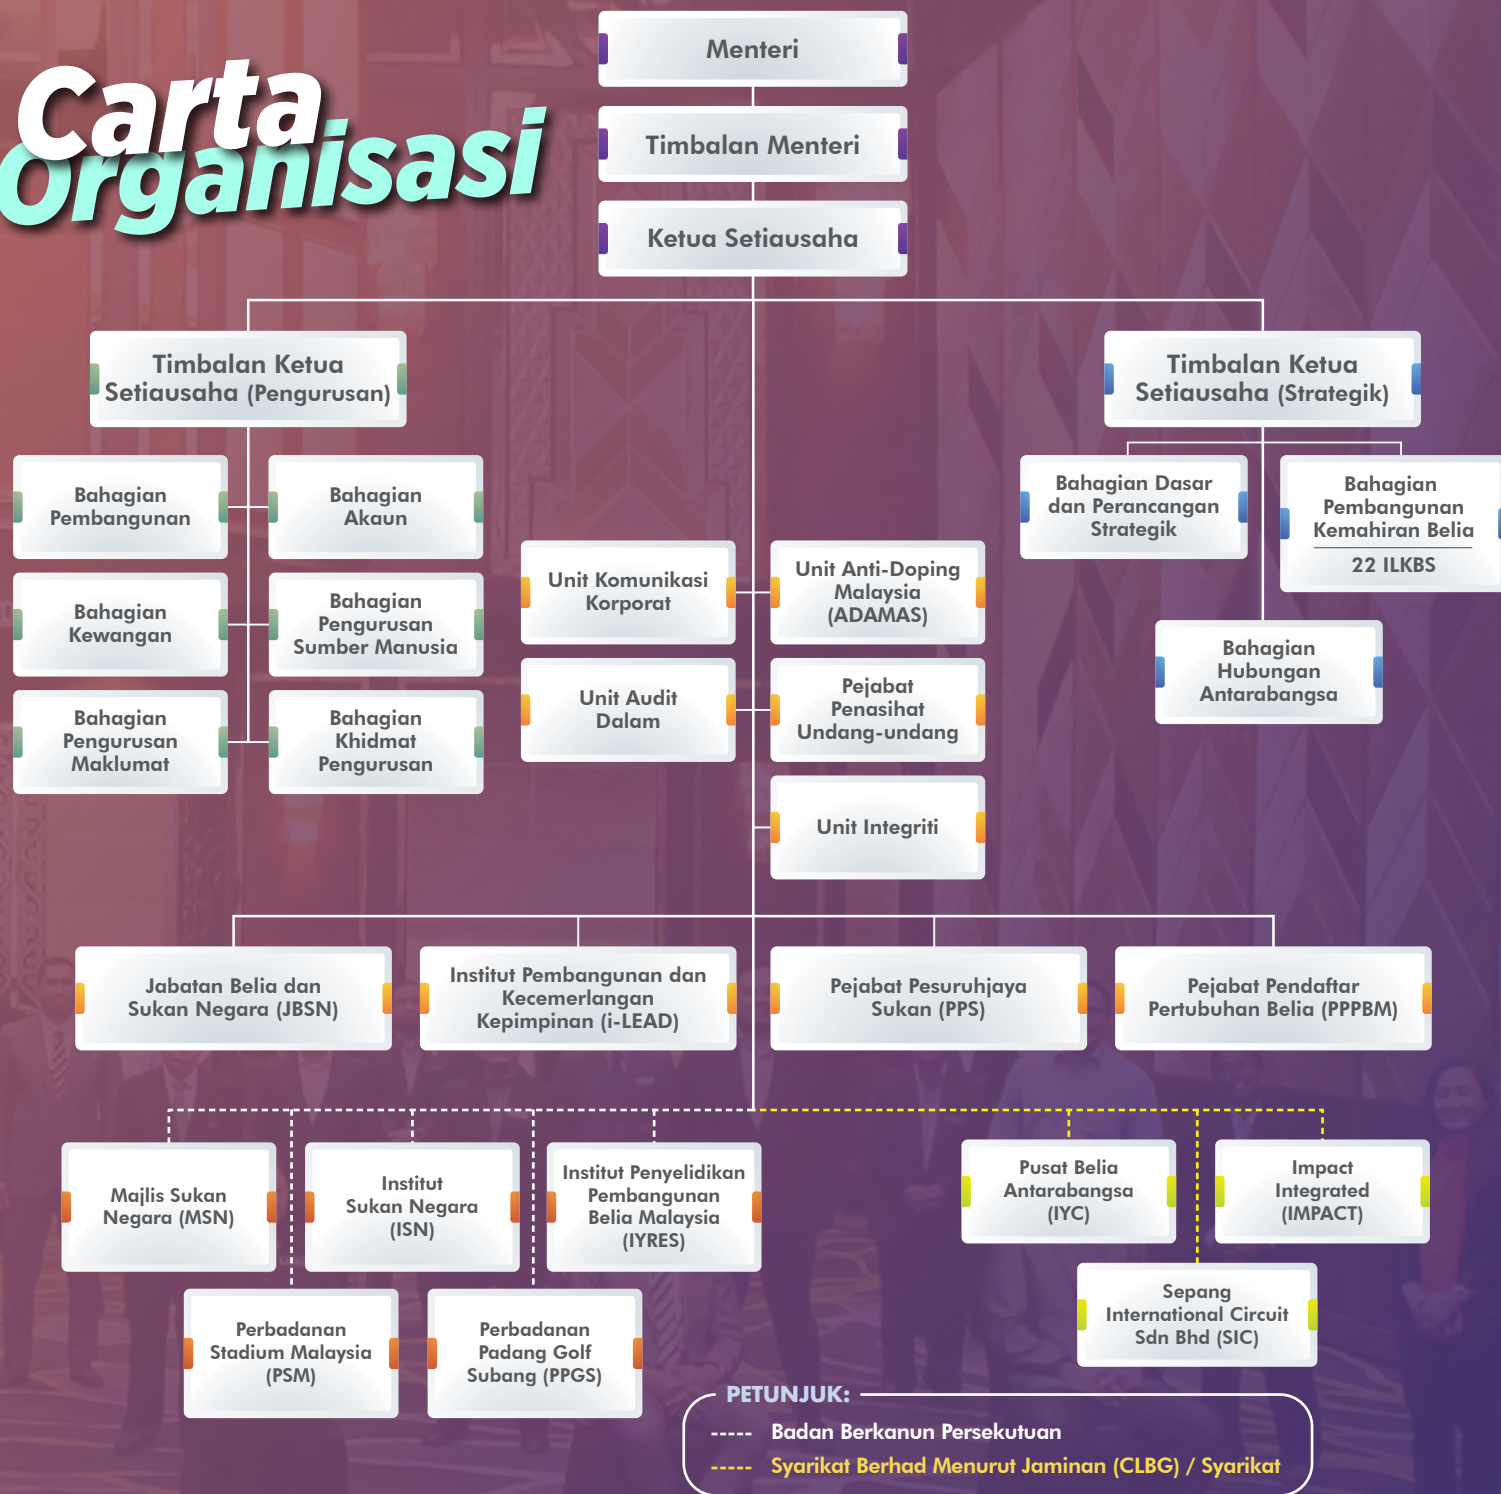 Carta
Organisasi
Menteri
Timbalan Menteri
Ketua Setiausaha
Timbalan Ketua
Setiausaha (Pengurusan)
Timbalan Ketua
Setiausaha (Strategik)
Bahagian
Pembangunan
Bahagian
Akaun
Bahagian
Kewangan
Bahagian
Pengurusan
Sumber Manusia
Bahagian
Pengurusan
Maklumat
Bahagian
Khidmat
Pengurusan
Unit Komunikasi
Korporat
Unit Anti-Doping
Malaysia
(ADAMAS)
Unit Audit
Dalam
Pejabat
Penasihat
Undang-undang
Unit Integriti
Bahagian Dasar
dan Perancangan
Strategik
Bahagian
Pembangunan
Kemahiran Belia
22 ILKBS
Bahagian
Hubungan
Antarabangsa
Jabatan Belia dan
Sukan Negara (JBSN)
Institut Pembangunan dan
Kecemerlangan
Kepimpinan (i-LEAD)
Pejabat Pesuruhjaya
Sukan (PPS)
Pejabat Pendaftar
Pertubuhan Belia (PPPBM)
Majlis Sukan
Negara (MSN)
Institut
Sukan Negara
(ISN)
Institut Penyelidikan
Pembangunan
Belia Malaysia
(IYRES)
Perbadanan
Stadium Malaysia
(PSM)
Perbadanan
Padang Golf
Subang (PPGS)
Pusat Belia
Antarabangsa
(IYC)
Impact
Integrated
(IMPACT)
Sepang
International Circuit
Sdn Bhd (SIC)
PETUNJUK:
Badan Berkanun Persekutuan
Syarikat Berhad Menurut Jaminan (CLBG) / Syarikat